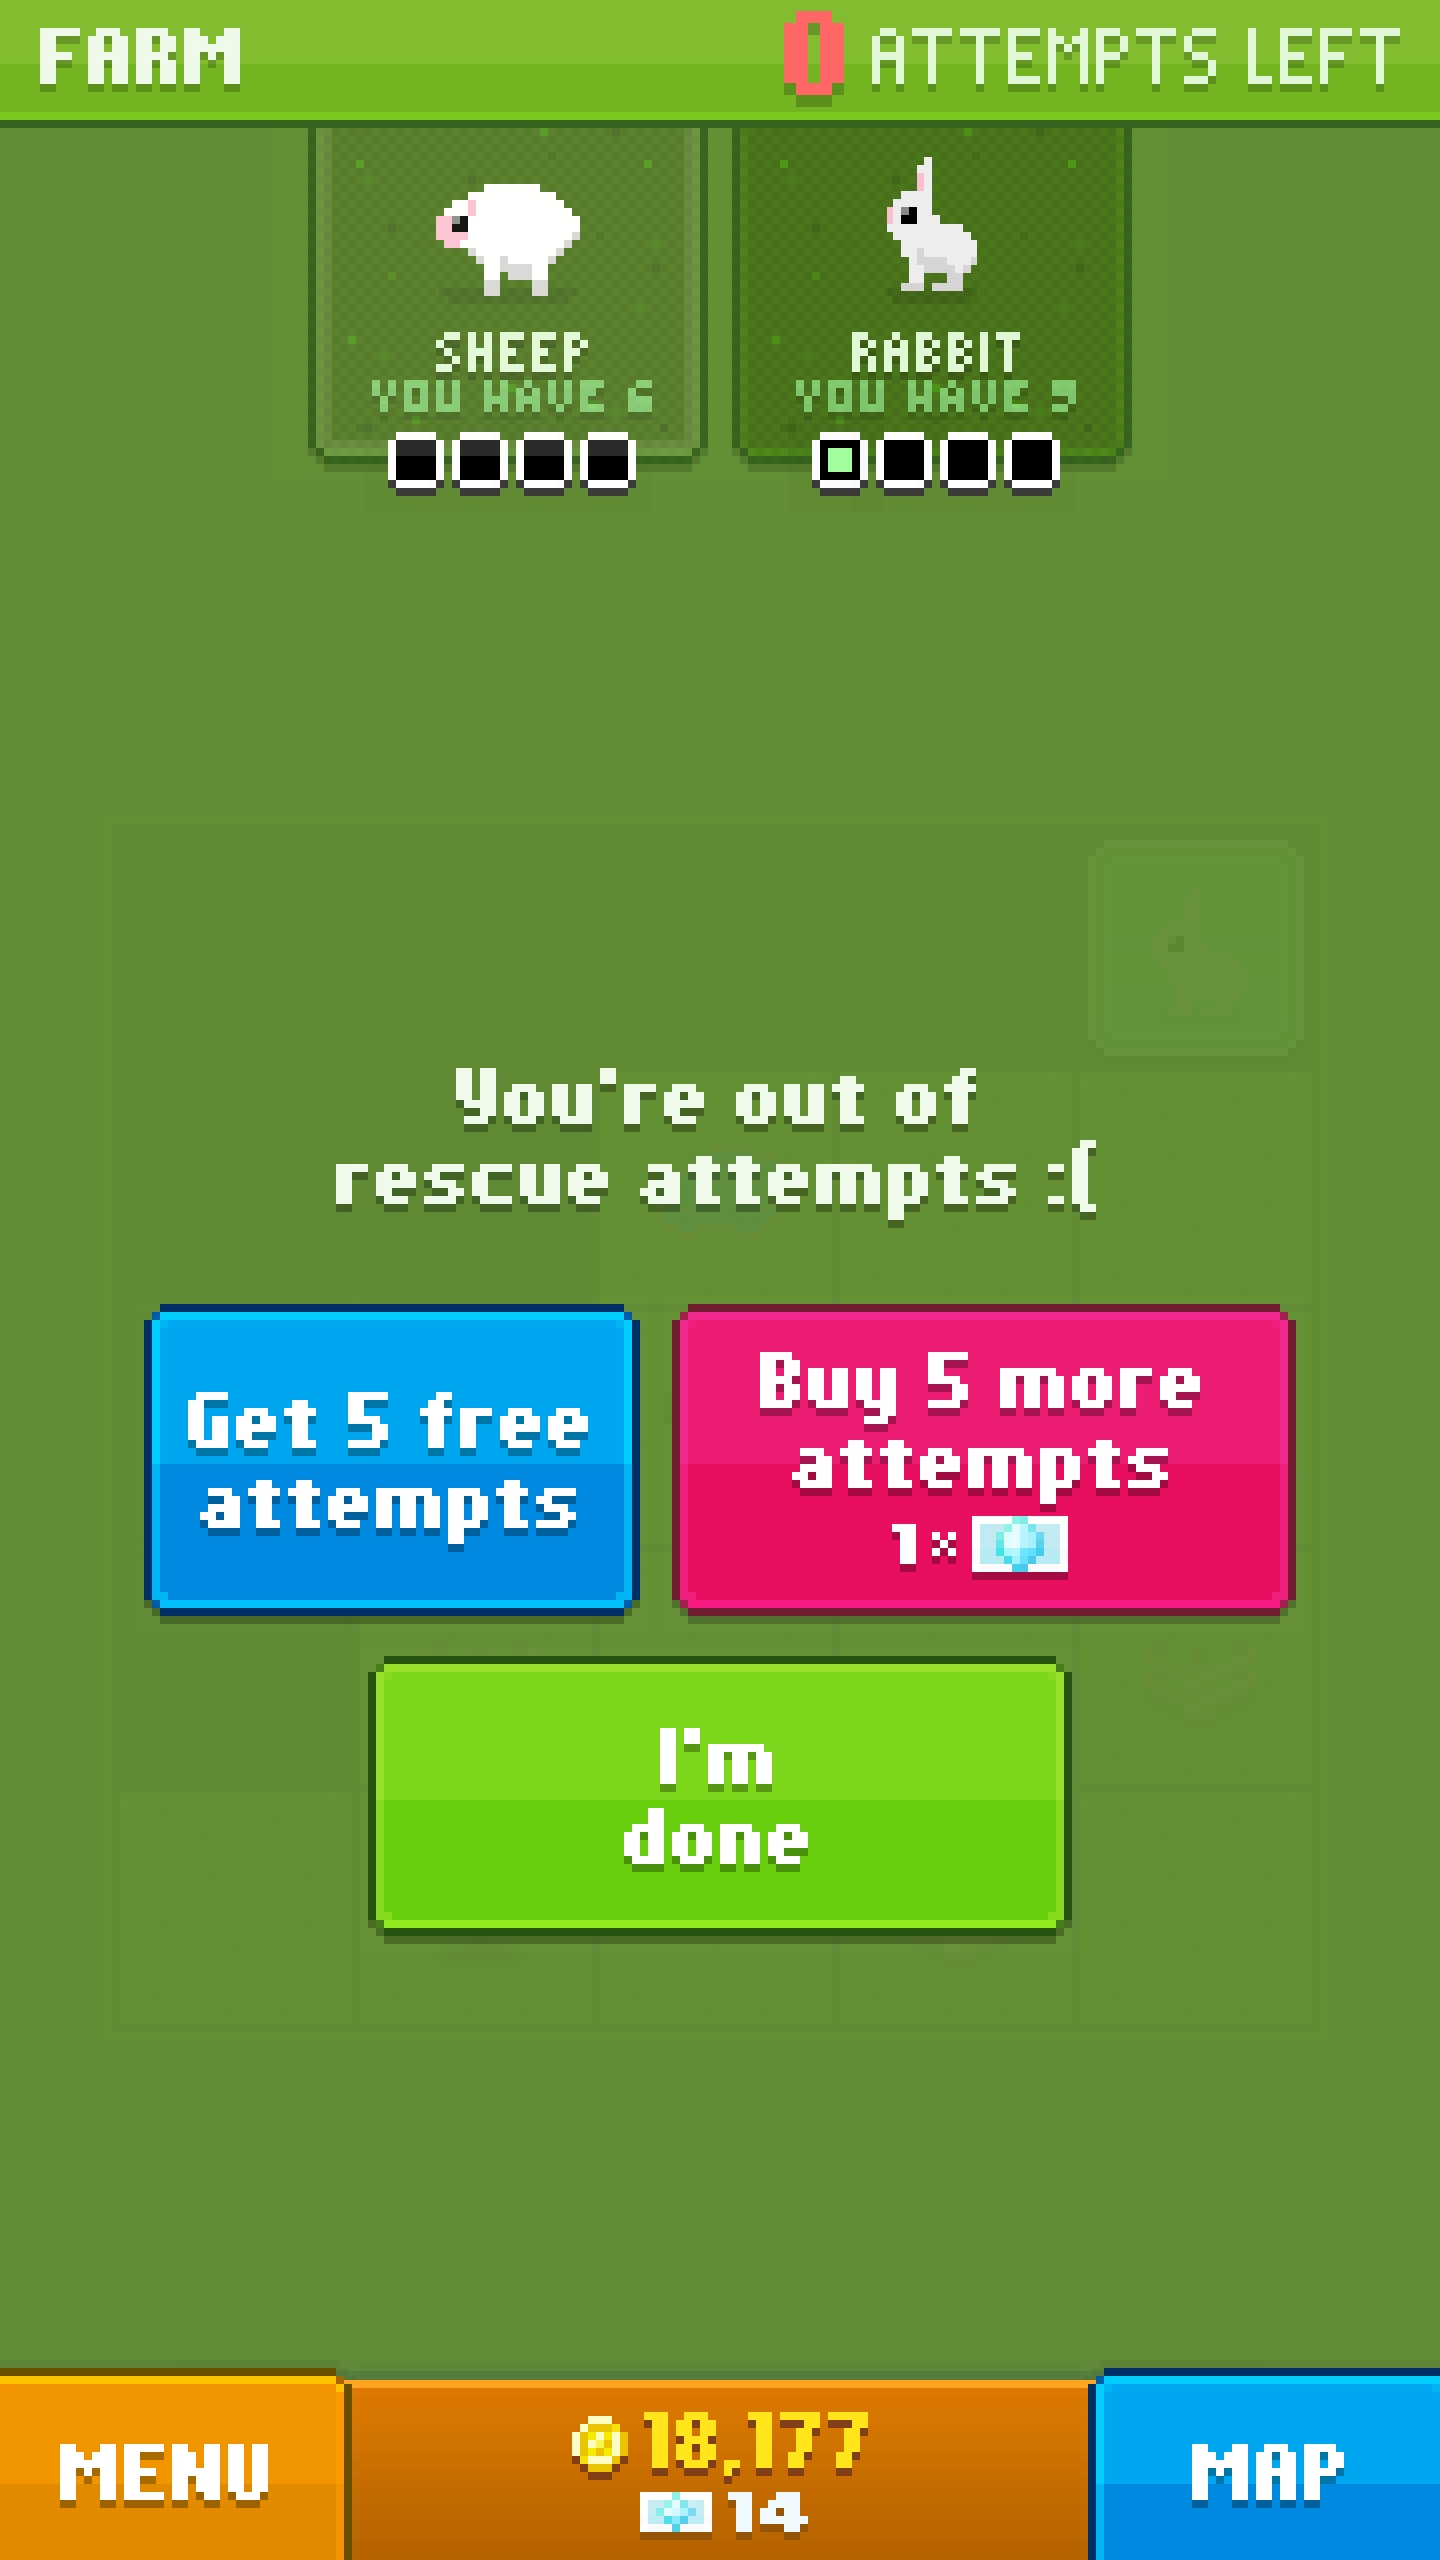 FARM
0 ATTEMPTS LEFT
SHEEP
YOU HAVE 6
RABBIT
YOU HAVE 9
You're out of
rescue attempts :(
Get 5 free
attempts
Buy 5 more
attempts
1×
I'm
done
MENU
18,177
14
MAP